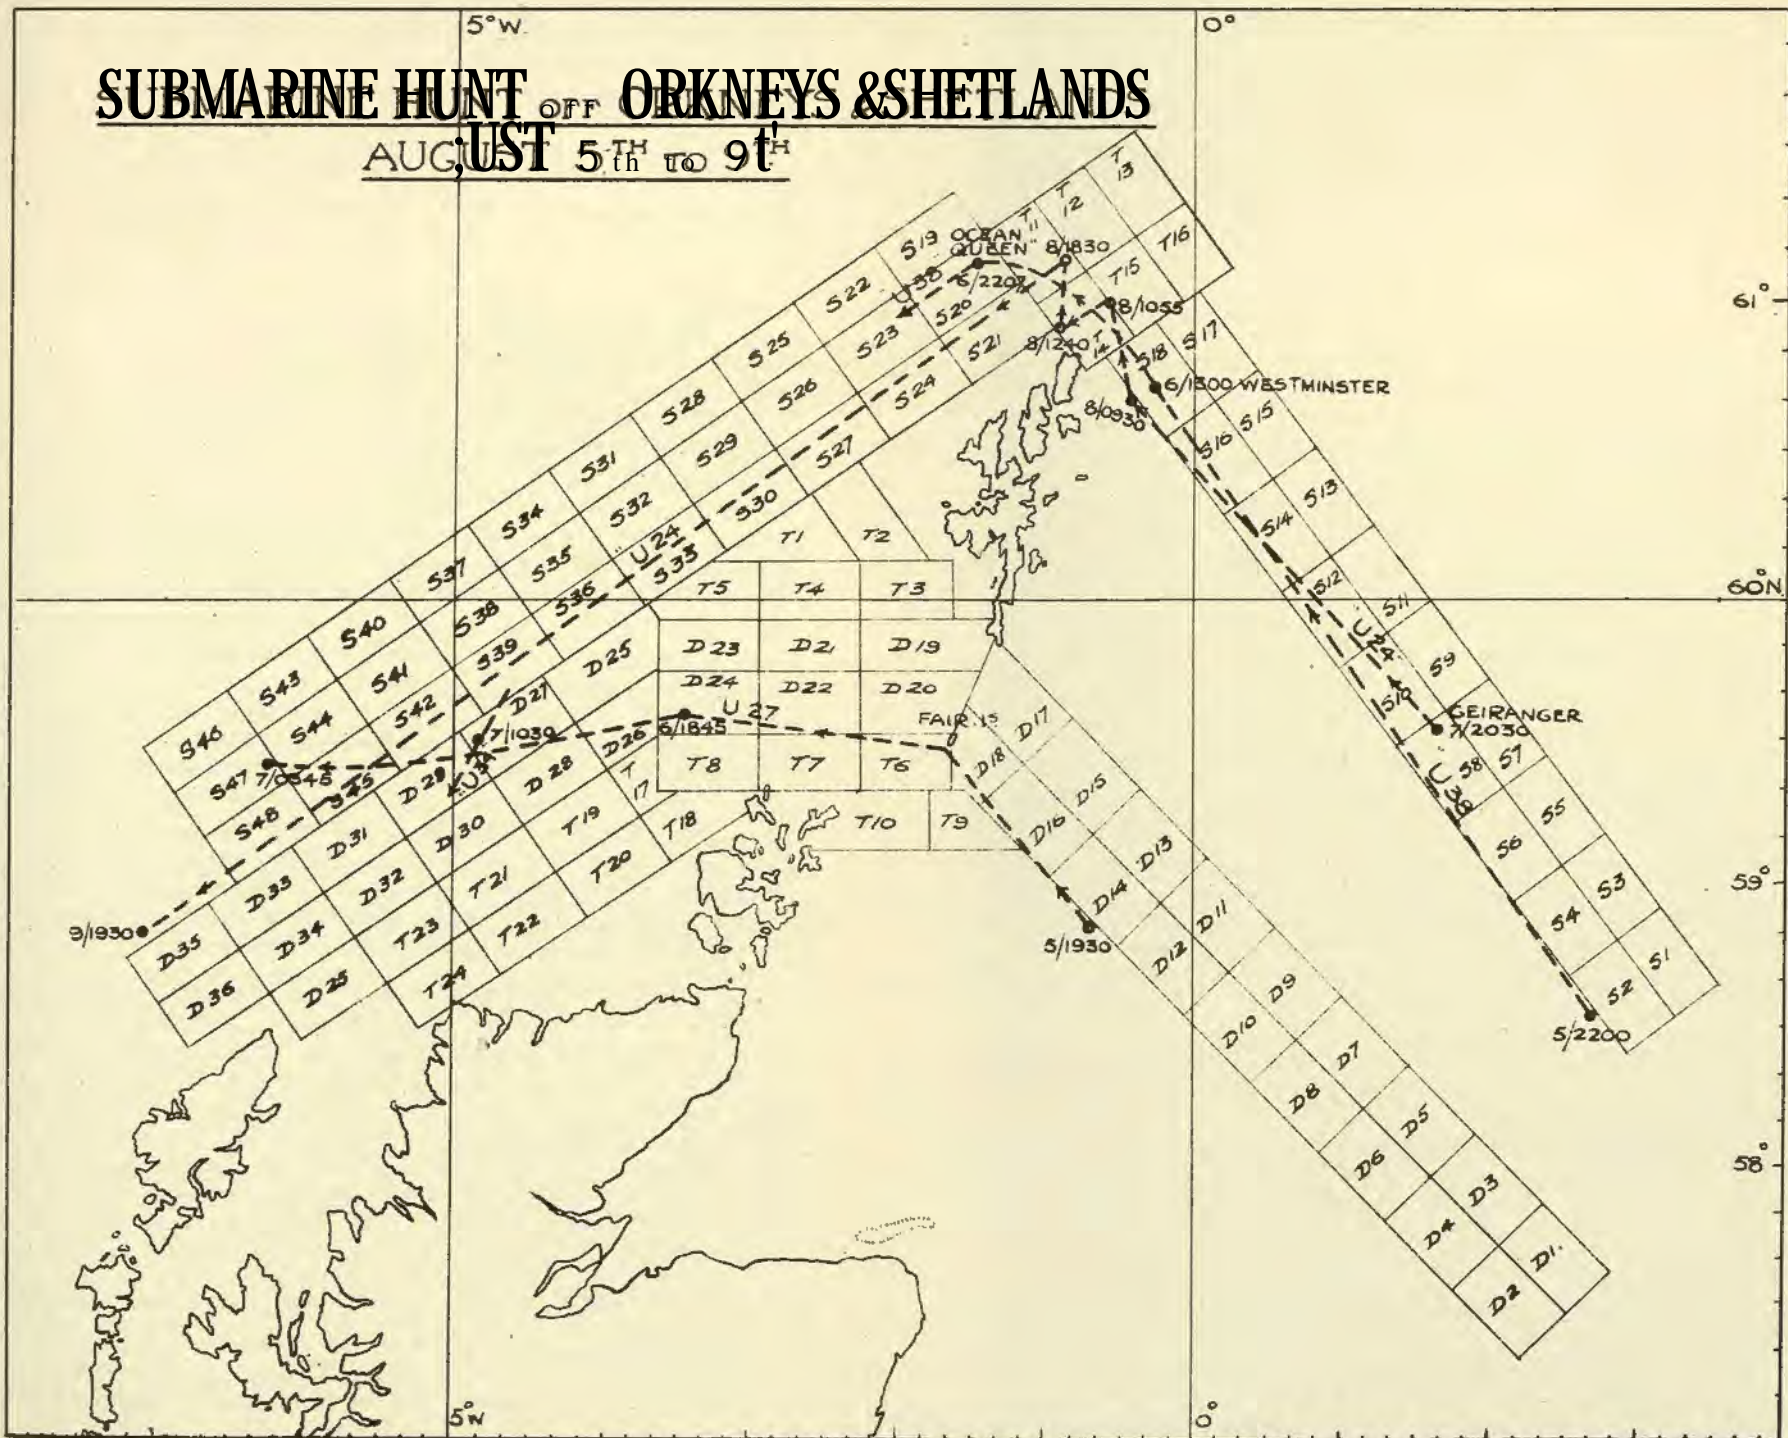 5°W.
0°
SUBMARINE HUNT OFF ORKNEYS & SHETLANDS
AUGUST 5TH TO 9TH
T 13
T 12
T 11
T16
T15
T 14
OCEAN
QUEEN"
8/1830
6/2207
8/1055
8/1240
61°
S19
U 38
S20
S21
S22
S23
S24
S17
S18
6/1300 WESTMINSTER
8/0930
S25
S26
S27
S15
S16
S28
S29
S30
S13
S14
S31
S32
U 24
S33
T1
T2
S34
S35
S36
S11
S12
60°N
T5
T4
T3
S37
S38
S39
D25
D23
D21
D19
U 24
S9
S10
S40
S41
S42
D27
D24
D22
D20
U 27
6/1845
FAIR IS
D17
D18
GEIRANGER
7/2030
S43
S44
S45
7/1030
D29
D28
D26
T 17
T8
T7
T6
U 38
S8
S7
S46
S47
7/0345
S48
D31
D30
T19
T18
T10
T9
D15
D16
S5
S6
D33
D32
T21
T20
D13
D14
59°
S3
S4
9/1930
D35
D34
T23
T22
5/1930
D11
D12
S1
S2
5/2200
D36
D25
T24
D9
D10
D7
D8
D5
D6
58°
D3
D4
D1.
D2
5°W
0°